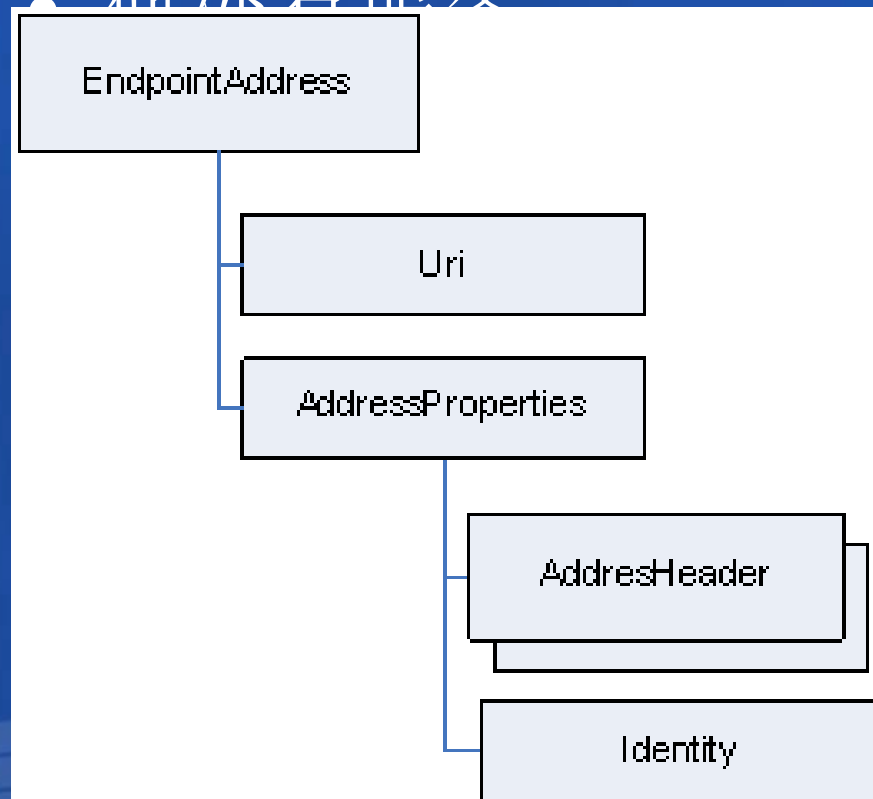 EndpointAddress
Uri
AddressProperties
AddresHeader
Identity